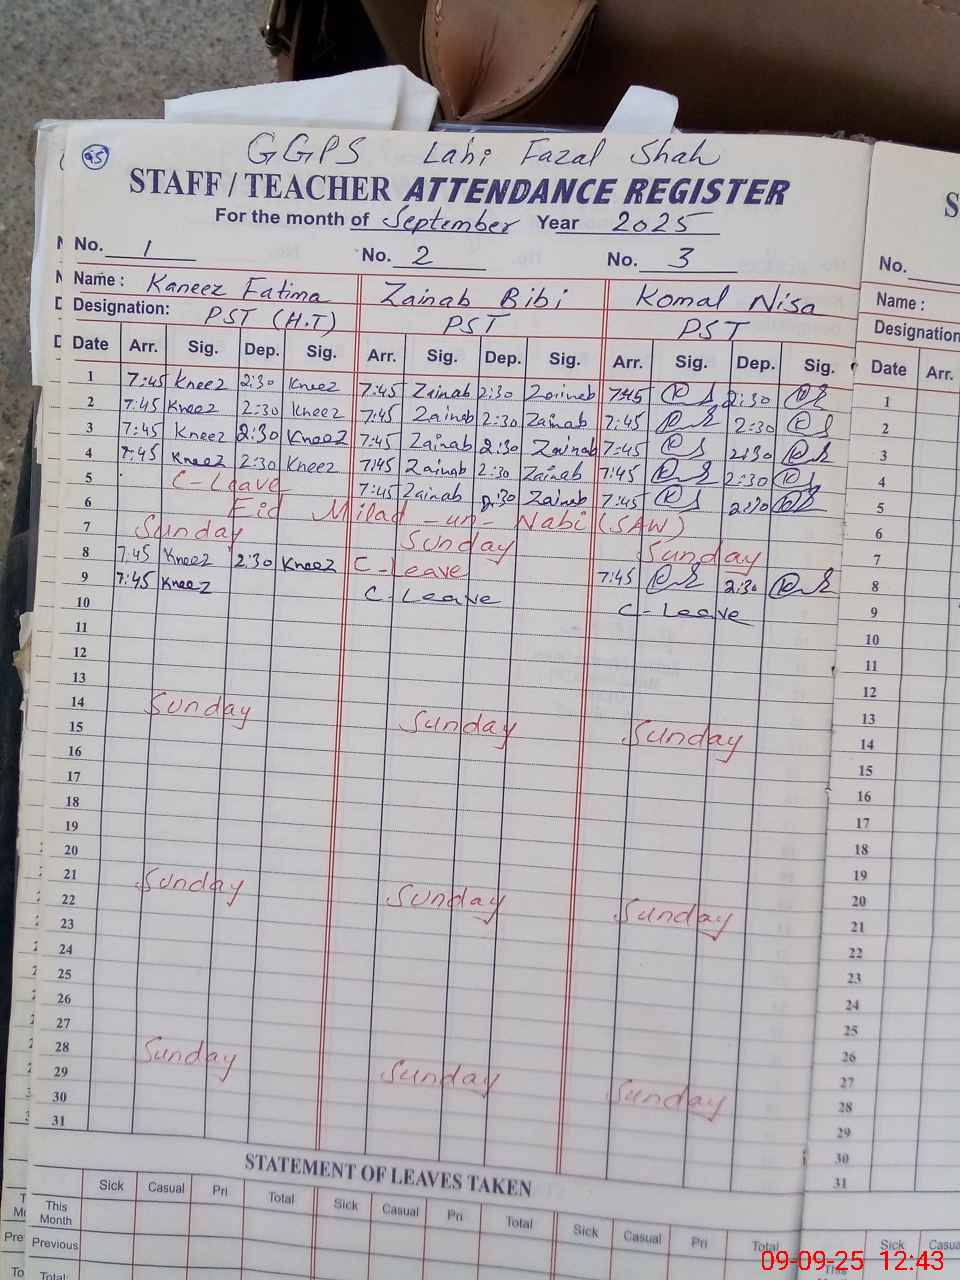 95
GGPS Lahi Fazal Shah
STAFF / TEACHER ATTENDANCE REGISTER
For the month of September Year 2025
No. 1 No. 2 No. 3 No.
Name : Kaneez Fatima Zainab Bibi Komal Nisa Name :
Designation: PST (H.T) PST PST Designation
Date Arr. Sig. Dep. Sig. Arr. Sig. Dep. Sig. Arr. Sig. Dep. Sig. Date Arr.
1 7:45 Kneez 2:30 Kneez 7:45 Zainab 2:30 Zainab 7:45 2:30 1
2 7:45 Kneez 2:30 Kneez 7:45 Zainab 2:30 Zainab 7:45 2:30 2
3 7:45 Kneez 2:30 Kneez 7:45 Zainab 2:30 Zainab 7:45 2:30 3
4 7:45 Kneez 2:30 Kneez 7:45 Zainab 2:30 Zainab 7:45 2:30 4
5 C-Leave 7:45 Zainab 2:30 Zainab 7:45 2:30 5
6 Eid Milad-un-Nabi (SAW) 6
7 Sunday Sunday Sunday 7
8 7:45 Kneez 2:30 Kneez C-Leave 7:45 2:30 8
9 7:45 Kneez C-Leave C-Leave 9
10 10
11 11
12 12
13 13
14 Sunday Sunday Sunday 14
15 15
16 16
17 17
18 18
19 19
20 20
21 Sunday Sunday Sunday 21
22 22
23 23
24 24
25 25
26 26
27 27
28 Sunday Sunday Sunday 28
29 29
30 30
31 31
STATEMENT OF LEAVES TAKEN
Sick Casual Pri Total Sick Casual Pri Total Sick Casual Pri Total Sick Casua
This Month This
Previous
Total
09-09-25 12:43